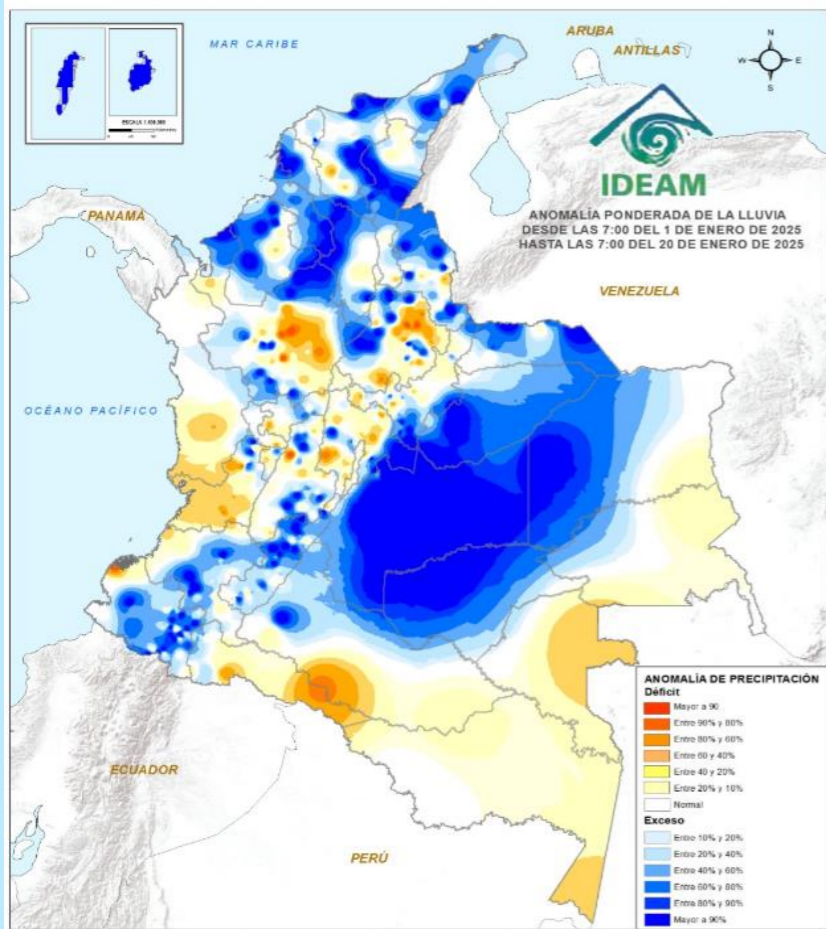 MAR CARIBE
ARUBA
ANTILLAS
N
W
E
S
IDEAM
ANOMALÍA PONDERADA DE LA LLUVIA
DESDE LAS 7:00 DEL 1 DE ENERO DE 2025
HASTA LAS 7:00 DEL 20 DE ENERO DE 2025
PANAMÁ
VENEZUELA
OCÉANO PACÍFICO
ECUADOR
PERÚ
ANOMALÍA DE PRECIPITACIÓN
Déficit
Mayor a 90
Entre 90% y 80%
Entre 80% y 60%
Entre 60 y 40%
Entre 40 y 20%
Entre 20% y 10%
Normal
Exceso
Entre 10% y 20%
Entre 20% y 40%
Entre 40% y 60%
Entre 60% y 80%
Entre 80% y 90%
Mayor a 90%